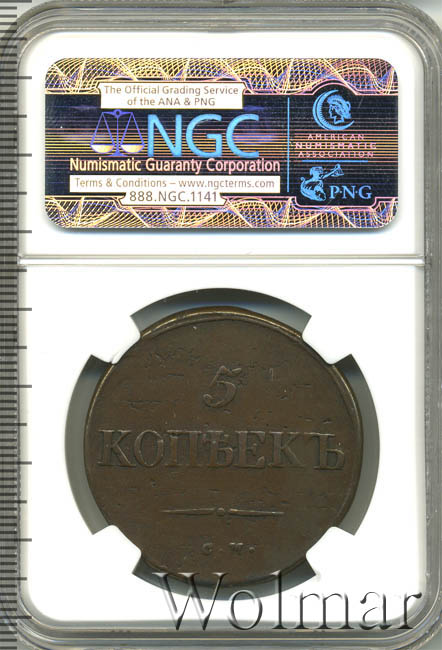 The Official Grading Service
of the ANA & PNG
NGC
Numismatic Guaranty Corporation
Terms & Conditions – www.ngcterms.com
888.NGC.1141
AMERICAN
NUMISMATIC
ASSOCIATION
PNG
5
КОПѢЕКЪ
С. М.
Wolmar